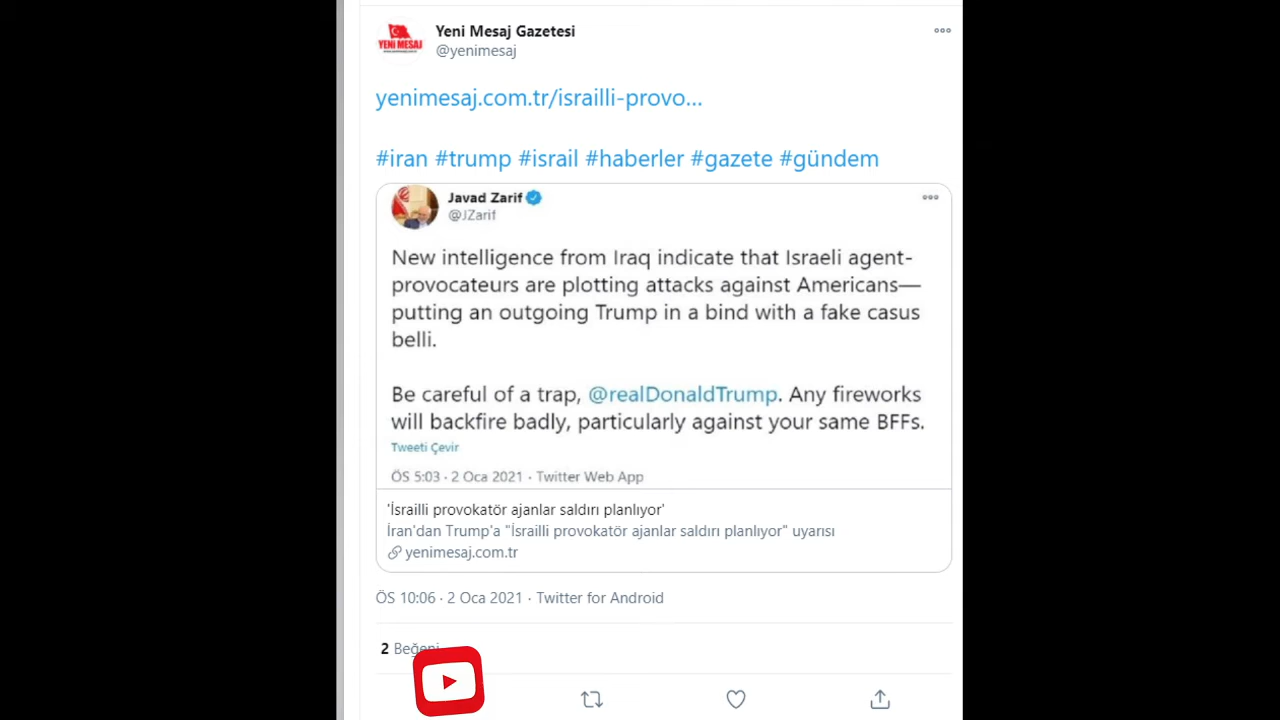 YENİ MESAJ
Yeni Mesaj Gazetesi
@yenimesaj
yenimesaj.com.tr/israilli-provo...
#iran #trump #israil #haberler #gazete #gündem
Javad Zarif
@JZarif
New intelligence from Iraq indicate that Israeli agent-
provocateurs are plotting attacks against Americans—
putting an outgoing Trump in a bind with a fake casus
belli.
Be careful of a trap, @realDonaldTrump. Any fireworks
will backfire badly, particularly against your same BFFs.
Tweeti Çevir
ÖS 5:03 · 2 Oca 2021 · Twitter Web App
'İsrailli provokatör ajanlar saldırı planlıyor'
İran'dan Trump'a "İsrailli provokatör ajanlar saldırı planlıyor" uyarısı
yenimesaj.com.tr
ÖS 10:06 · 2 Oca 2021 · Twitter for Android
2 Beğeni